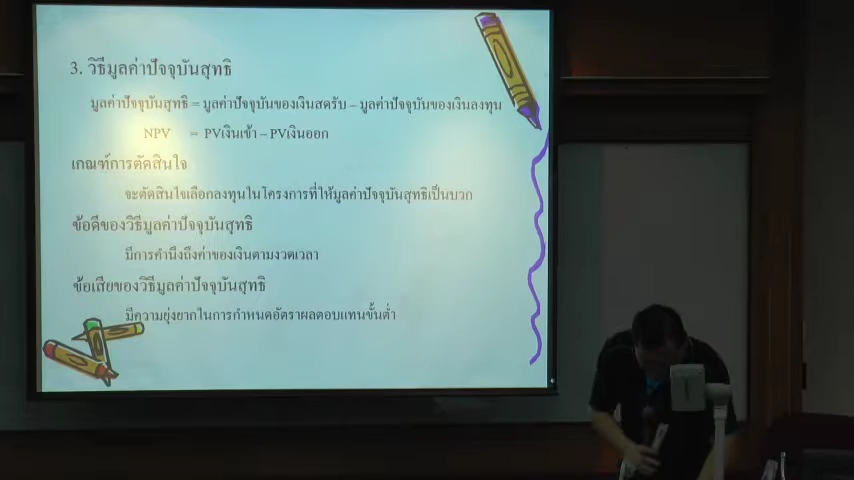 3. วิธีมูลค่าปัจจุบันสุทธิ
มูลค่าปัจจุบันสุทธิ = มูลค่าปัจจุบันของเงินสดรับ – มูลค่าปัจจุบันของเงินลงทุน
NPV = PVเงินเข้า – PVเงินออก
เกณฑ์การตัดสินใจ
จะตัดสินใจเลือกลงทุนในโครงการที่ให้มูลค่าปัจจุบันสุทธิเป็นบวก
ข้อดีของวิธีมูลค่าปัจจุบันสุทธิ
มีการคำนึงถึงค่าของเงินตามงวดเวลา
ข้อเสียของวิธีมูลค่าปัจจุบันสุทธิ
มีความยุ่งยากในการกำหนดอัตราผลตอบแทนขั้นต่ำ